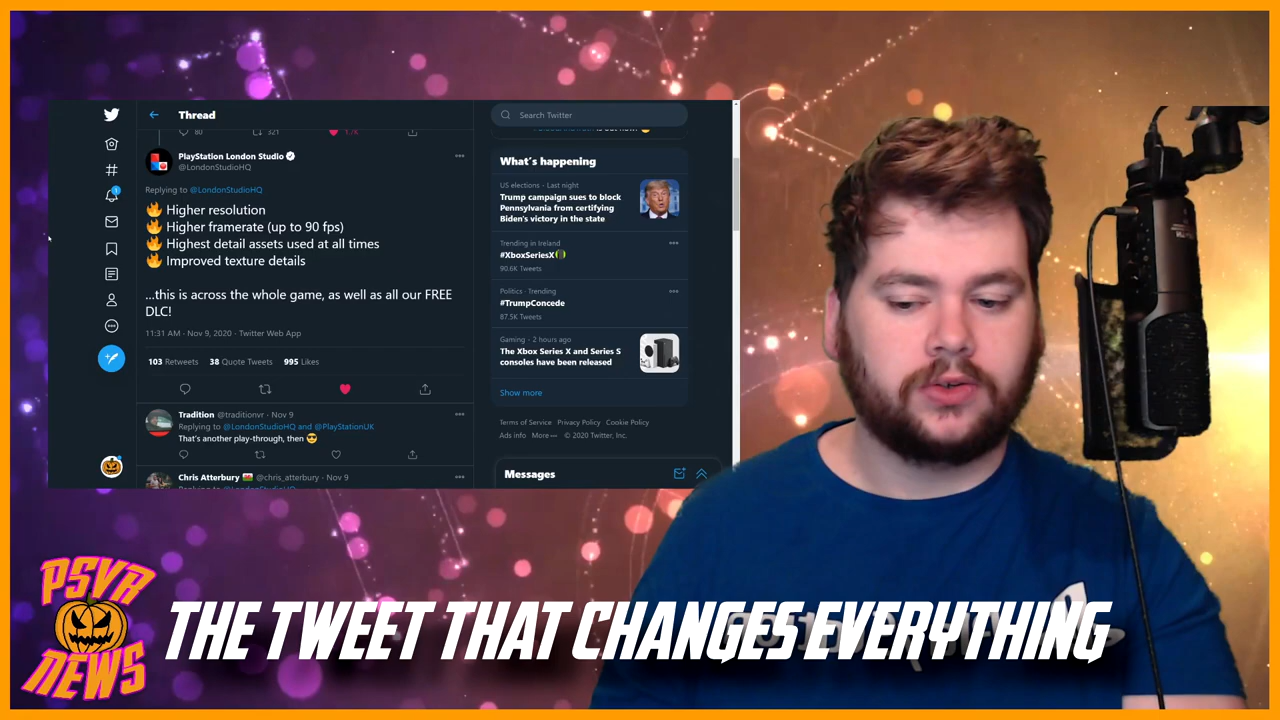 Thread
80 321 1.7K
PlayStation London Studio
@LondonStudioHQ
Replying to @LondonStudioHQ
🔥 Higher resolution
🔥 Higher framerate (up to 90 fps)
🔥 Highest detail assets used at all times
🔥 Improved texture details
...this is across the whole game, as well as all our FREE
DLC!
11:31 AM · Nov 9, 2020 · Twitter Web App
103 Retweets 38 Quote Tweets 995 Likes
Tradition @traditionvr · Nov 9
Replying to @LondonStudioHQ and @PlayStationUK
That's another play-through, then 😎
Chris Atterbury @chris_atterbury · Nov 9
Search Twitter
What's happening
US elections · Last night
Trump campaign sues to block
Pennsylvania from certifying
Biden's victory in the state
Trending in Ireland
#XboxSeriesX
90.6K Tweets
Politics · Trending
#TrumpConcede
87.5K Tweets
Gaming · 2 hours ago
The Xbox Series X and Series S
consoles have been released
Show more
Terms of Service Privacy Policy Cookie Policy
Ads info More··· © 2020 Twitter, Inc.
Messages
1
PSVR
NEWS
THE TWEET THAT CHANGES EVERYTHING